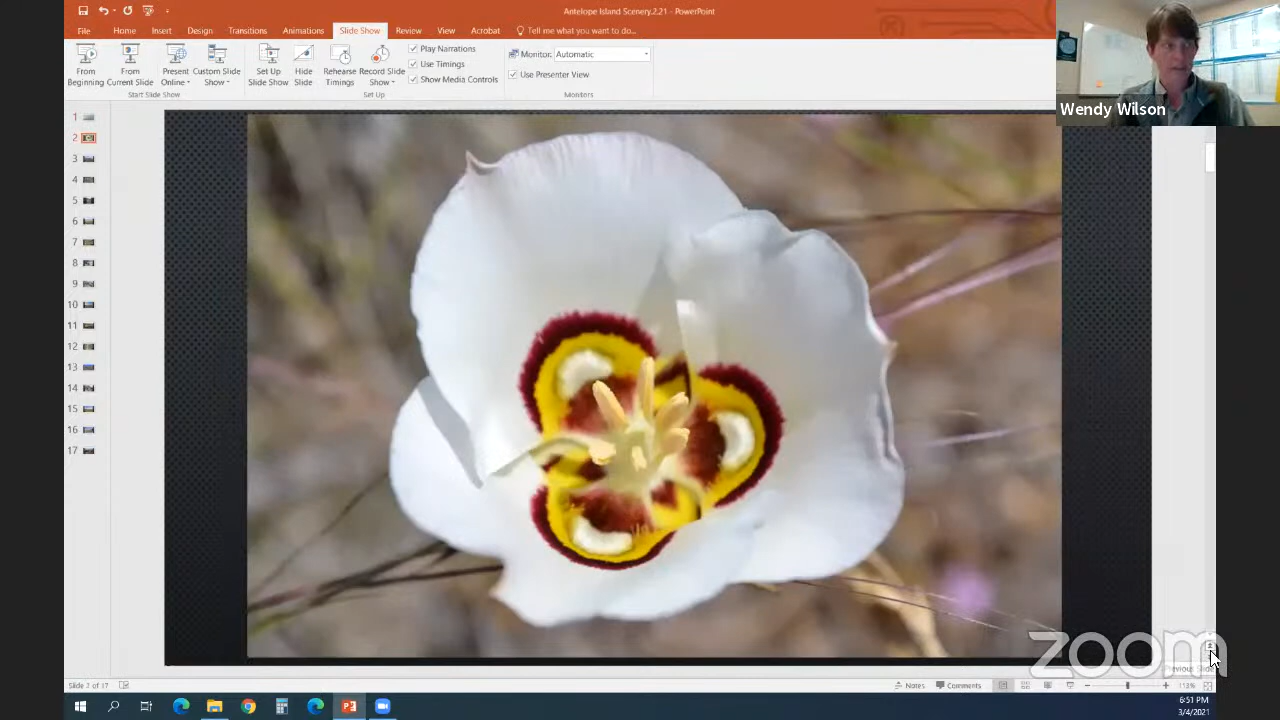 Antelope Island Scenery.2.21 - PowerPoint
File Home Insert Design Transitions Animations Slide Show Review View Acrobat Tell me what you want to do...
From Beginning
From Current Slide
Present Online
Custom Slide Show
Set Up Slide Show
Hide Slide
Rehearse Timings
Record Slide Show
Play Narrations
Use Timings
Show Media Controls
Monitor: Automatic
Use Presenter View
Start Slide Show Set Up Monitors
Wendy Wilson
1
2
3
4
5
6
7
8
9
10
11
12
13
14
15
16
17
zoom
Previous Slide
Slide 2 of 17 Notes Comments 113%
6:51 PM
3/4/2021